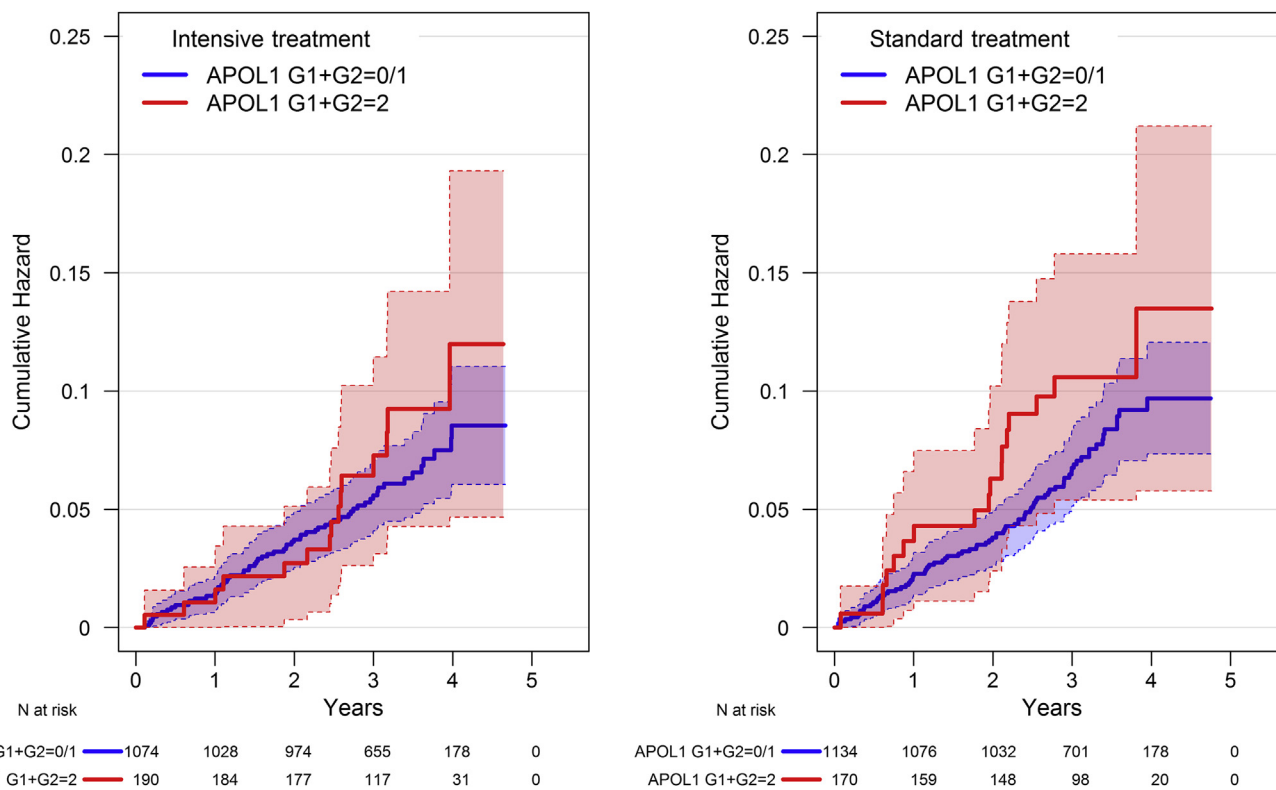 Intensive treatment
APOL1 G1+G2=0/1
APOL1 G1+G2=2
Cumulative Hazard
0.25
0.2
0.15
0.1
0.05
0
0 1 2 3 4 5
Years
N at risk
G1+G2=0/1 1074 1028 974 655 178 0
G1+G2=2 190 184 177 117 31 0
Standard treatment
APOL1 G1+G2=0/1
APOL1 G1+G2=2
Cumulative Hazard
0.25
0.2
0.15
0.1
0.05
0
0 1 2 3 4 5
Years
N at risk
APOL1 G1+G2=0/1 1134 1076 1032 701 178 0
APOL1 G1+G2=2 170 159 148 98 20 0